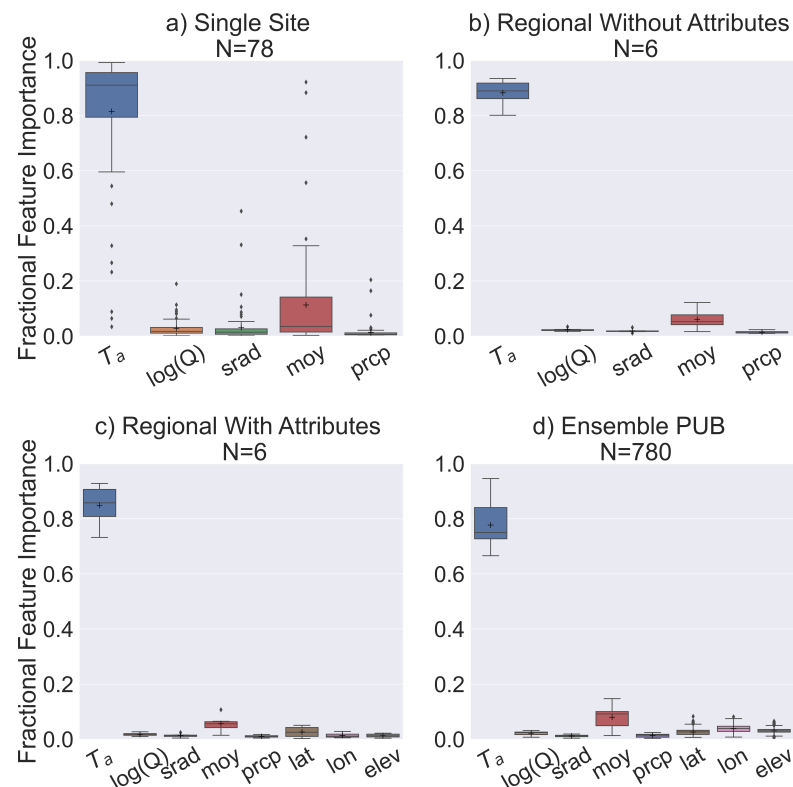 a) Single Site
N=78
b) Regional Without Attributes
N=6
Fractional Feature Importance
1.0
0.8
0.6
0.4
0.2
0.0
Ta
log(Q)
srad
moy
prcp
1.0
0.8
0.6
0.4
0.2
0.0
Ta
log(Q)
srad
moy
prcp
c) Regional With Attributes
N=6
d) Ensemble PUB
N=780
Fractional Feature Importance
1.0
0.8
0.6
0.4
0.2
0.0
Ta
log(Q)
srad
moy
prcp
lat
lon
elev
1.0
0.8
0.6
0.4
0.2
0.0
Ta
log(Q)
srad
moy
prcp
lat
lon
elev